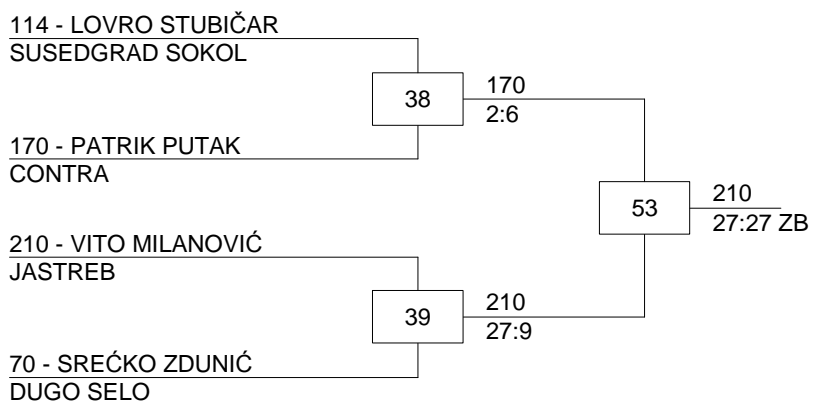 114 - LOVRO STUBIČAR
SUSEDGRAD SOKOL
38
170
2:6
170 - PATRIK PUTAK
CONTRA
53
210
27:27 ZB
210 - VITO MILANOVIĆ
JASTREB
39
210
27:9
70 - SREĆKO ZDUNIĆ
DUGO SELO